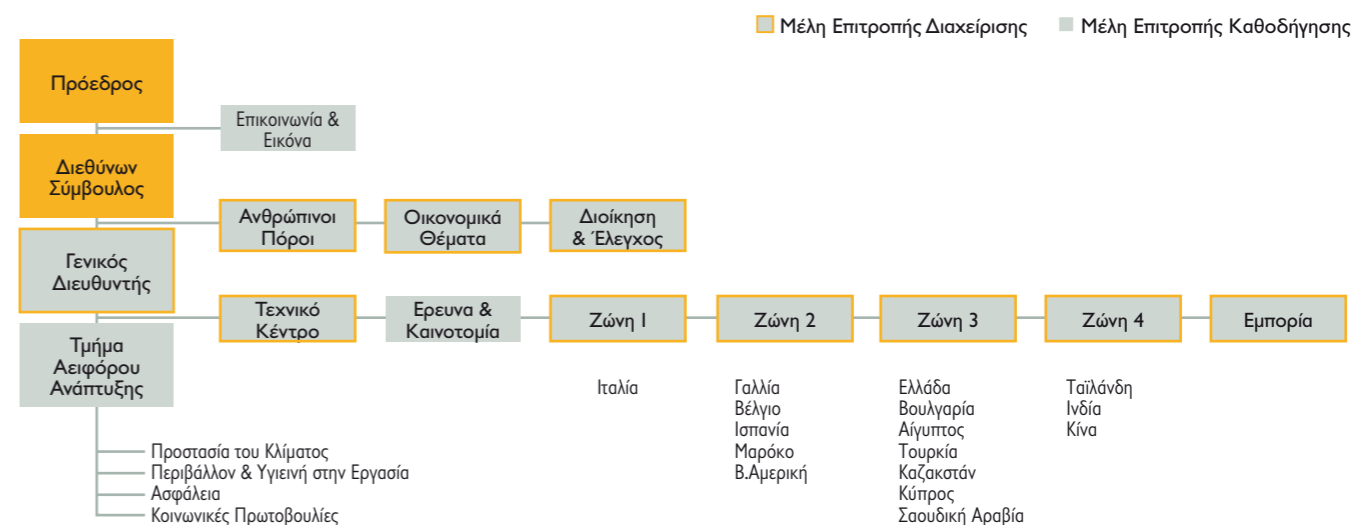 Μέλη Επιτροπής Διαχείρισης
Μέλη Επιτροπής Καθοδήγησης
Πρόεδρος
Επικοινωνία &
Εικόνα
Διεθύνων
Σύμβουλος
Ανθρώπινοι
Πόροι
Οικονομικά
Θέματα
Διοίκηση
& Έλεγχος
Γενικός
Διευθυντής
Τεχνικό
Κέντρο
Ερευνα &
Καινοτομία
Ζώνη 1
Ζώνη 2
Ζώνη 3
Ζώνη 4
Εμπορία
Τμήμα
Αειφόρου
Ανάπτυξης
Ιταλία
Γαλλία
Βέλγιο
Ισπανία
Μαρόκο
Β.Αμερική
Ελλάδα
Βουλγαρία
Αίγυπτος
Τουρκία
Καζακστάν
Κύπρος
Σαουδική Αραβία
Ταϊλάνδη
Ινδία
Κίνα
Προστασία του Κλίματος
Περιβάλλον & Υγιεινή στην Εργασία
Ασφάλεια
Κοινωνικές Πρωτοβουλίες